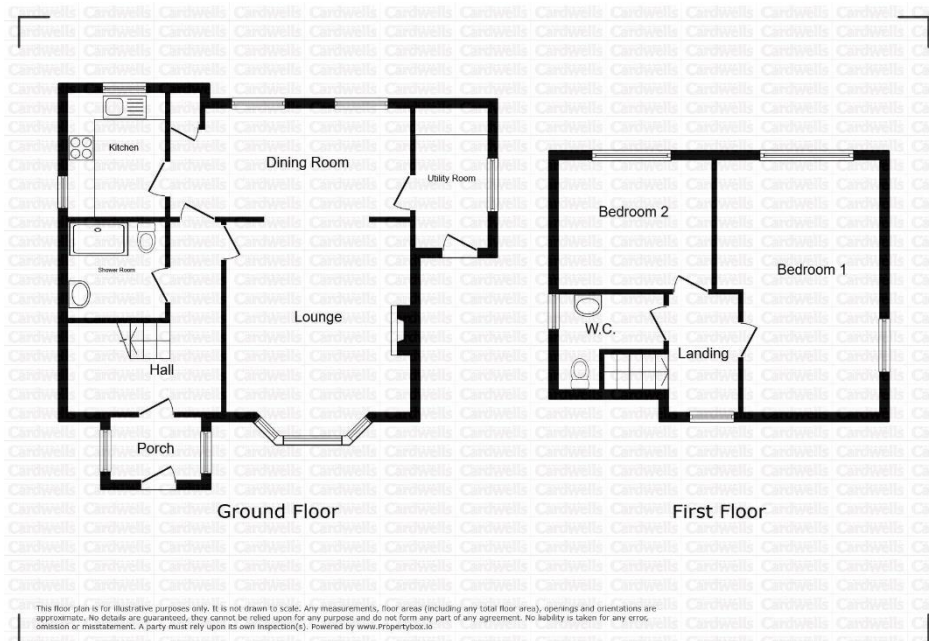 Kitchen
Dining Room
Utility Room
Shower Room
Lounge
Hall
Porch
Ground Floor
Bedroom 2
Bedroom 1
W.C.
Landing
First Floor
Cardwells
This floor plan is for illustrative purposes only. It is not drawn to scale. Any measurements, floor areas (including any total floor area), openings and orientations are
approximate. No details are guaranteed, they cannot be relied upon for any purpose and do not form any part of any agreement. No liability is taken for any error,
omission or misstatement. A party must rely upon its own inspection(s). Powered by www.Propertybox.io